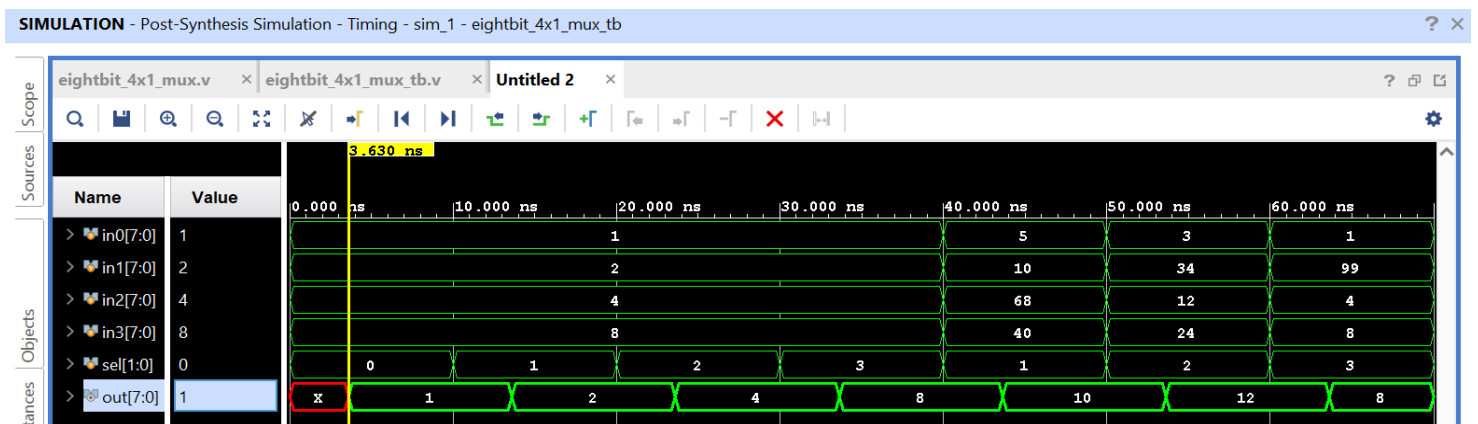 SIMULATION - Post-Synthesis Simulation - Timing - sim_1 - eightbit_4x1_mux_tb ? ×
eightbit_4x1_mux.v × eightbit_4x1_mux_tb.v × Untitled 2 × ?
Scope
Sources
Objects
tances
3.630 ns
Name Value
0.000 ns 10.000 ns 20.000 ns 30.000 ns 40.000 ns 50.000 ns 60.000 ns
> in0[7:0] 1 1 5 3 1
> in1[7:0] 2 2 10 34 99
> in2[7:0] 4 4 68 12 4
> in3[7:0] 8 8 40 24 8
> sel[1:0] 0 0 1 2 3 1 2 3
> out[7:0] 1 X 1 2 4 8 10 12 8